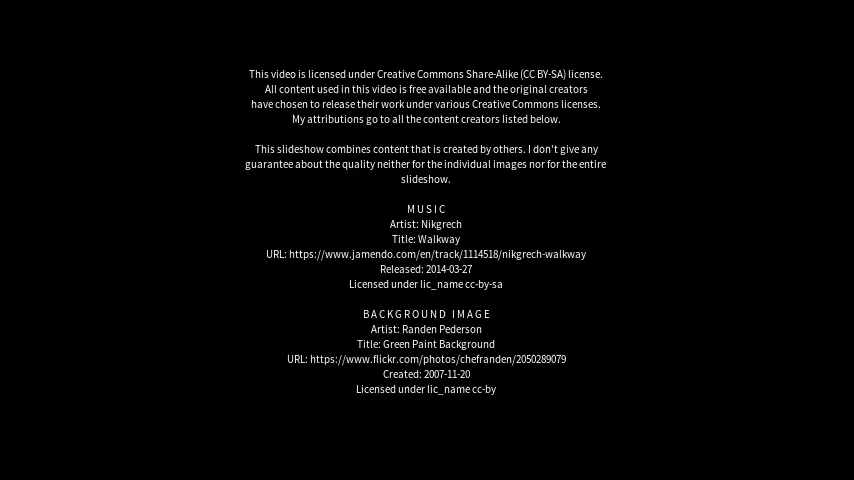 This video is licensed under Creative Commons Share-Alike (CC BY-SA) license.
All content used in this video is free available and the original creators
have chosen to release their work under various Creative Commons licenses.
My attributions go to all the content creators listed below.
This slideshow combines content that is created by others. I don't give any
guarantee about the quality neither for the individual images nor for the entire
slideshow.
MUSIC
Artist: Nikgrech
Title: Walkway
URL: https://www.jamendo.com/en/track/1114518/nikgrech-walkway
Released: 2014-03-27
Licensed under lic_name cc-by-sa
BACKGROUND IMAGE
Artist: Randen Pederson
Title: Green Paint Background
URL: https://www.flickr.com/photos/chefranden/2050289079
Created: 2007-11-20
Licensed under lic_name cc-by